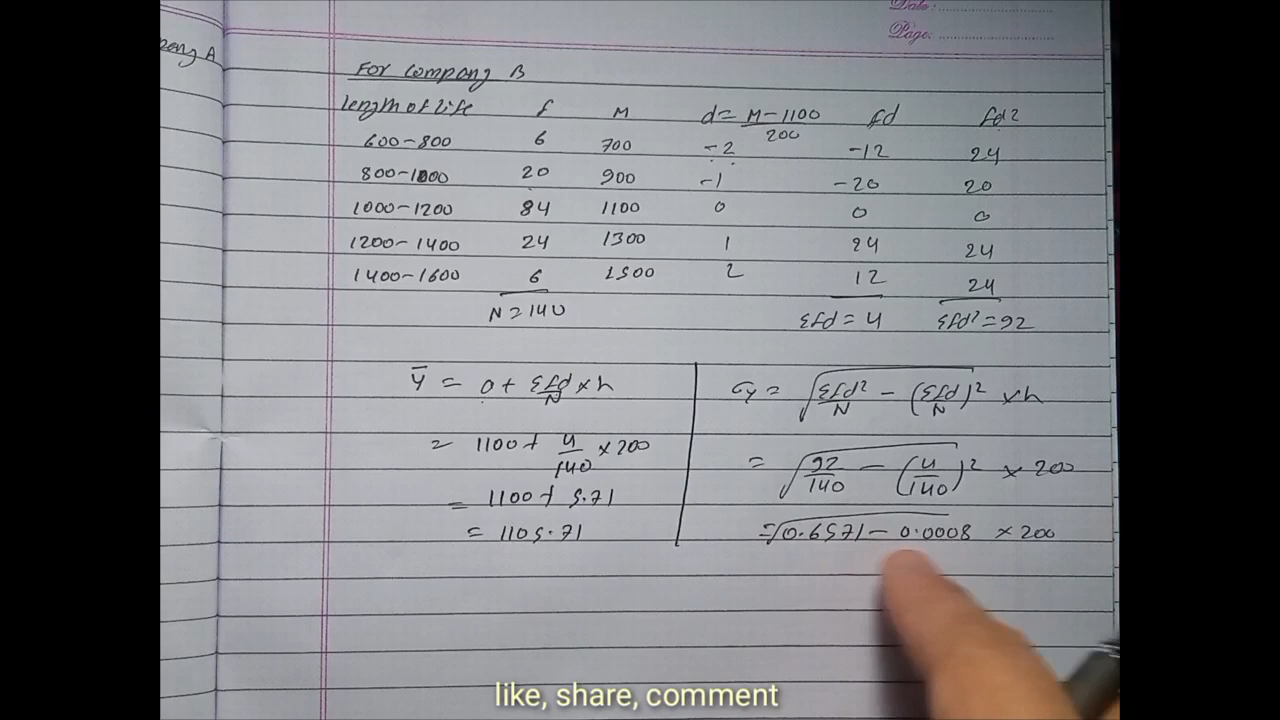 Date:
Page:
pany A
For Company B
length of life f M d = M-1100/200 fd fd²
600-800 6 700 -2 -12 24
800-1000 20 900 -1 -20 20
1000-1200 84 1100 0 0 0
1200-1400 24 1300 1 24 24
1400-1600 6 1500 2 12 24
N = 140 Σfd = 4 Σfd² = 92
Ȳ = a + Σfd/N × h
= 1100 + 4/140 × 200
= 1100 + 5.71
= 1105.71
σy = √(Σfd²/N - (Σfd/N)²) × h
= √(92/140 - (4/140)²) × 200
= √(0.6571 - 0.0008) × 200
like, share, comment